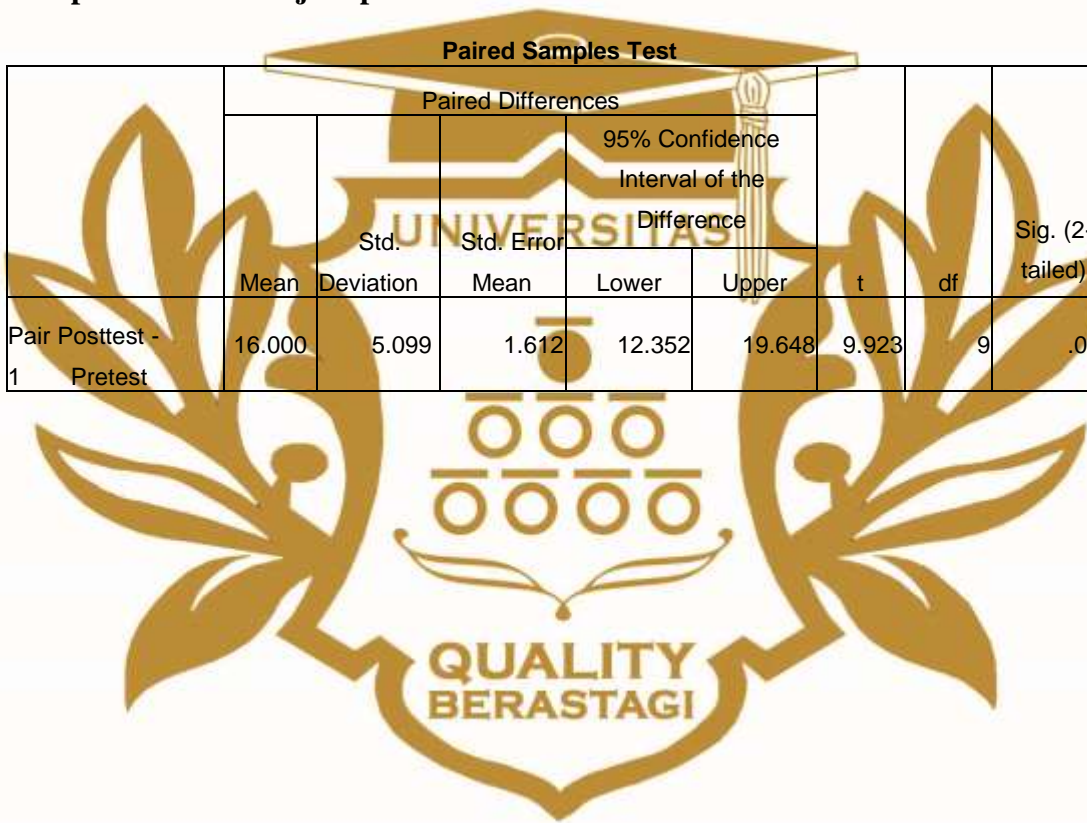 Paired Samples Test
Paired Differences
95% Confidence
Interval of the
Difference
Mean Std. Deviation Std. Error Mean Lower Upper t df Sig. (2- tailed)
Pair 1 Posttest - Pretest 16.000 5.099 1.612 12.352 19.648 9.923 9 .0
UNIVERSITAS
QUALITY
BERASTAGI